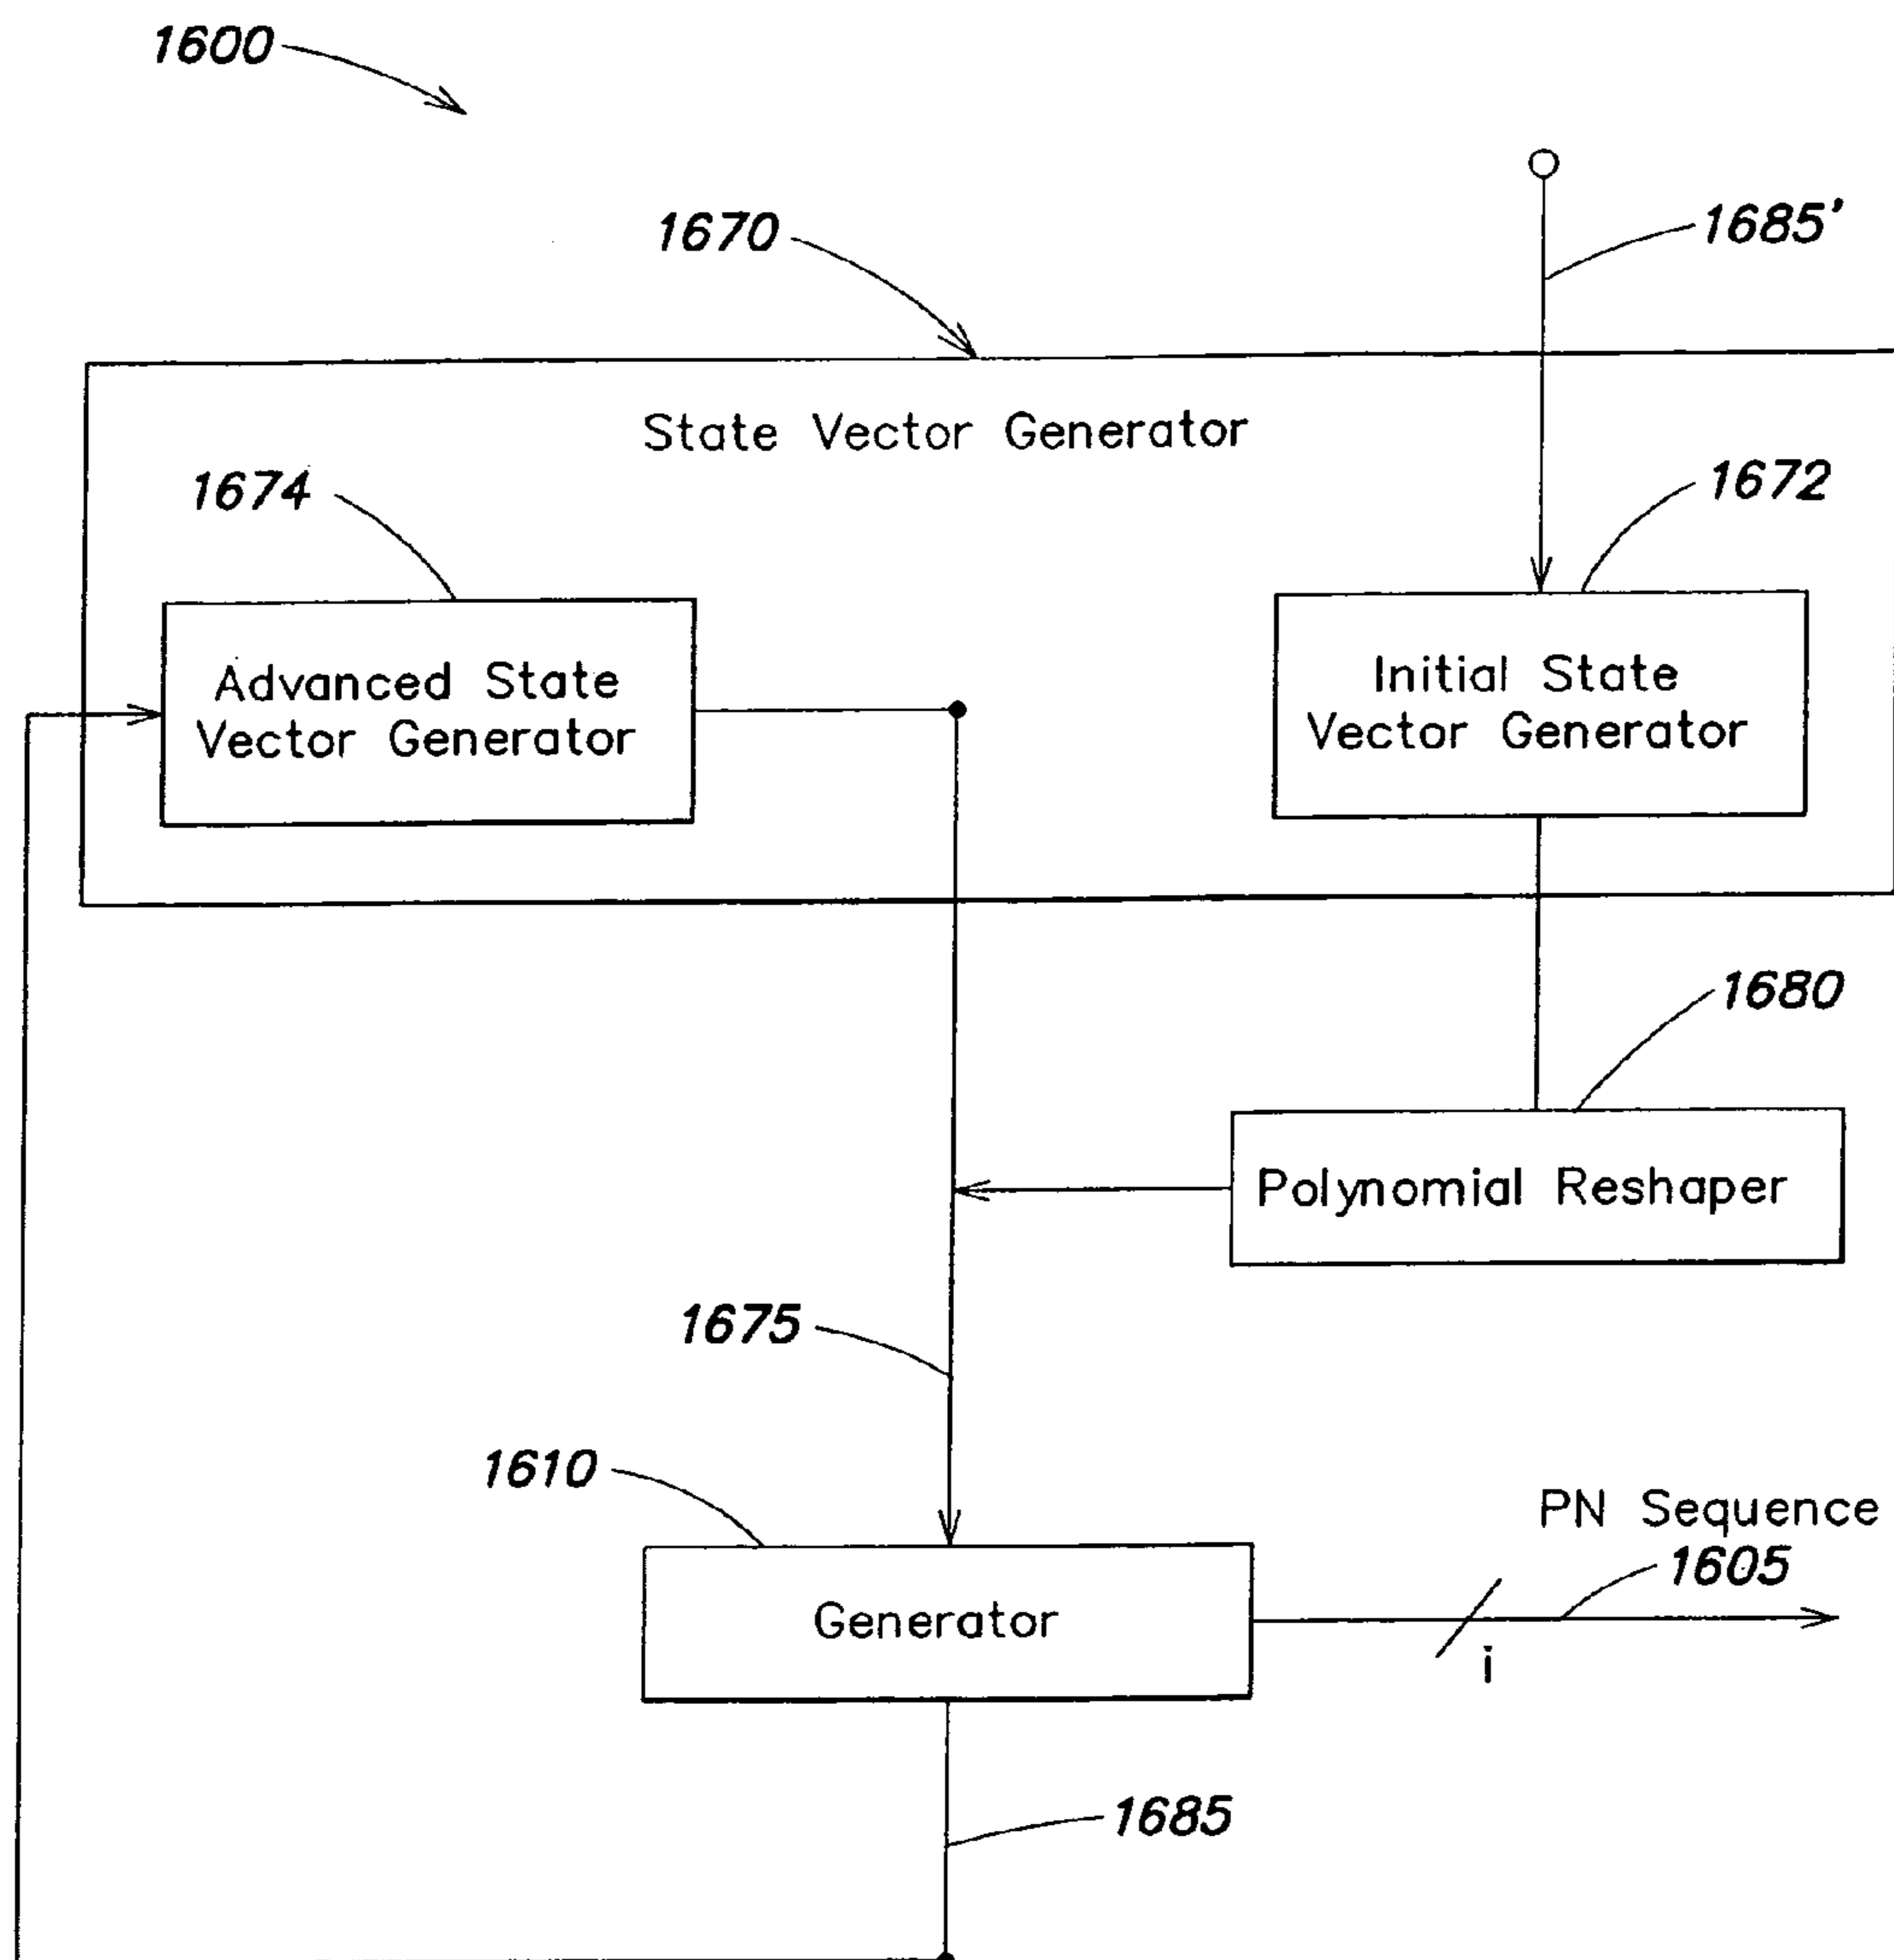 1600
1685'
1670
State Vector Generator
1674
1672
Advanced State
Vector Generator
Initial State
Vector Generator
1680
Polynomial Reshaper
1675
1610
PN Sequence
1605
Generator
i
1685